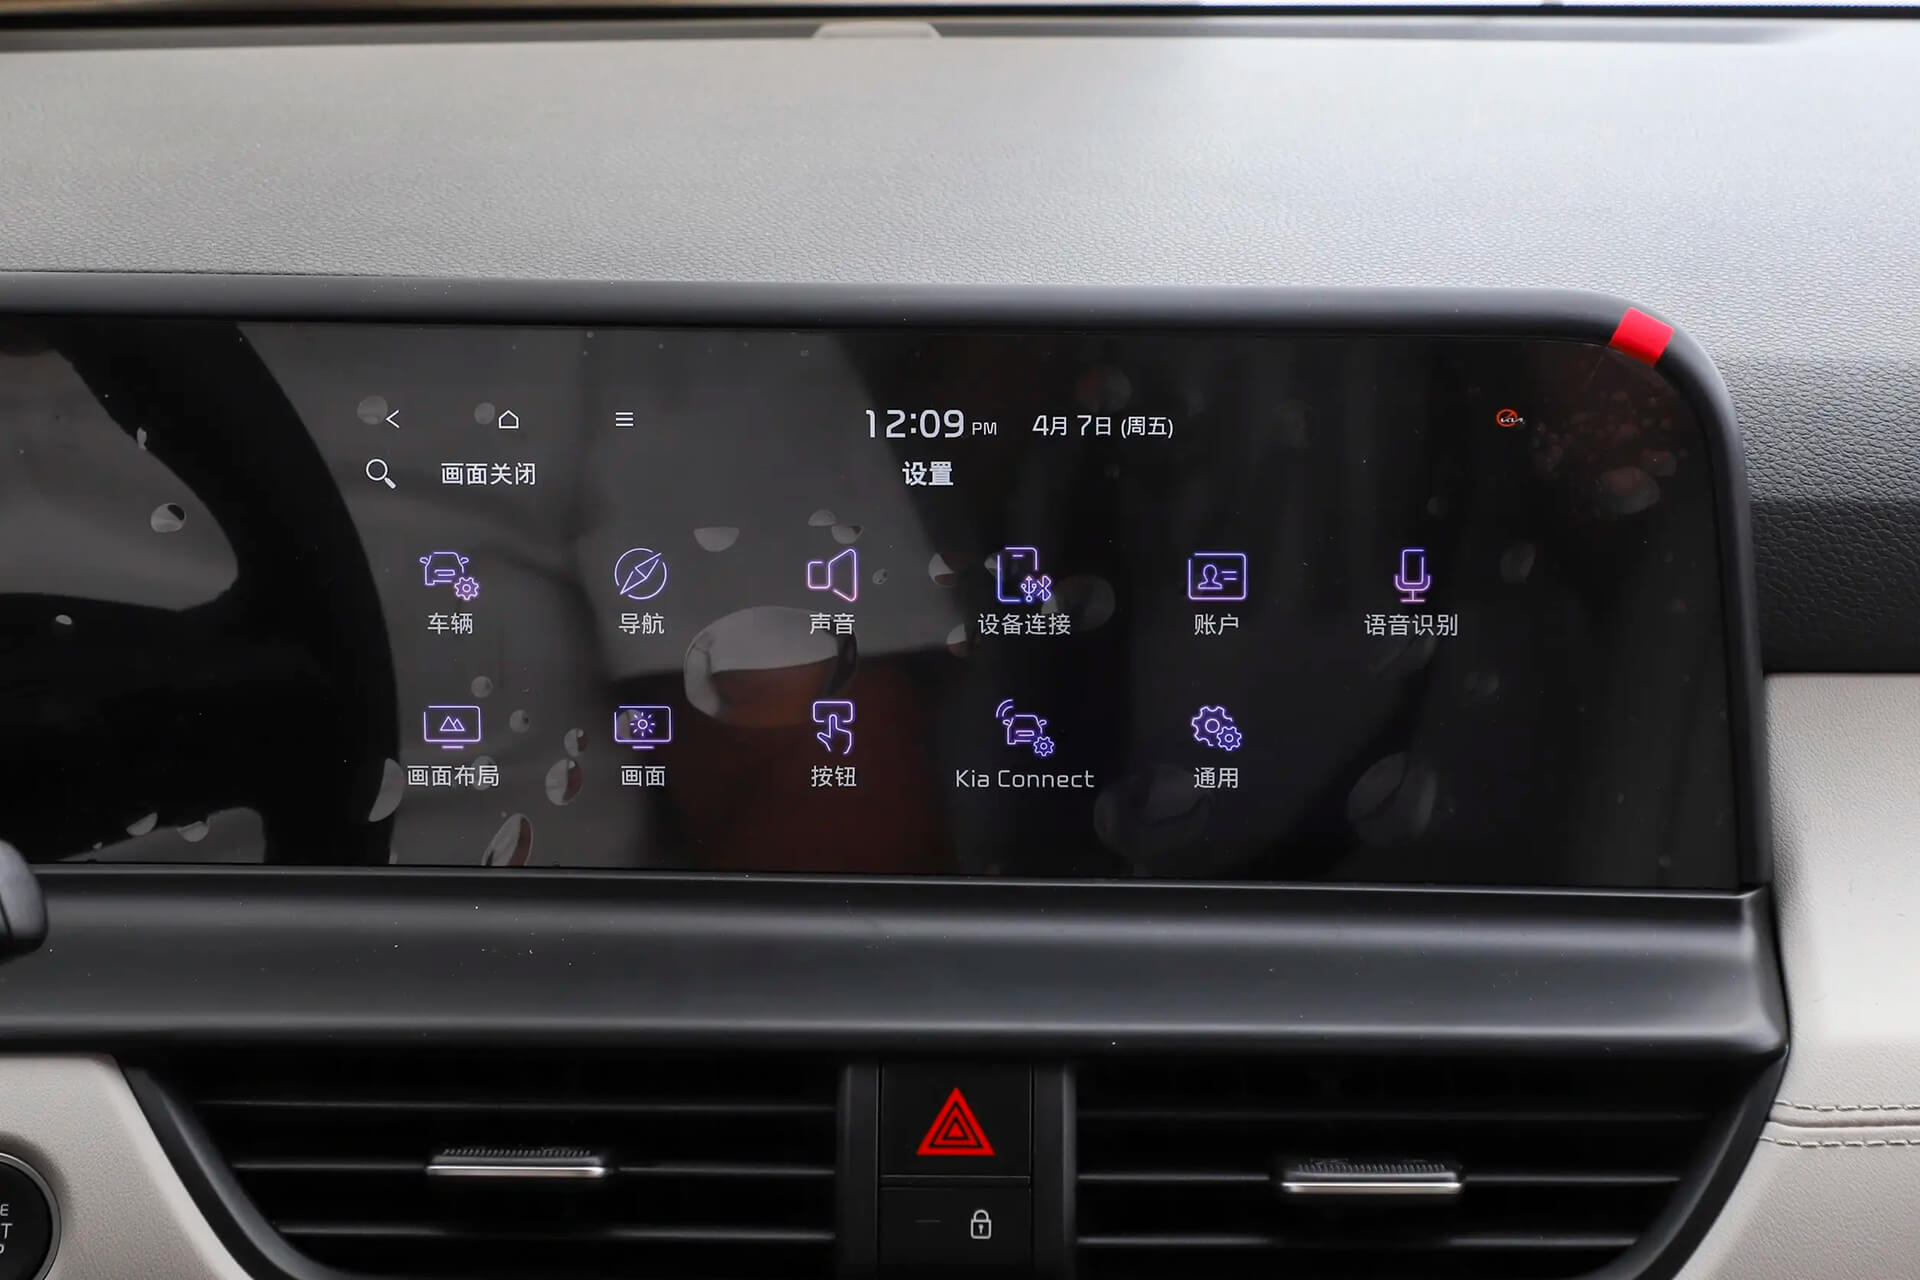 12:09 PM 4月 7日 (周五)
画面关闭 设置
车辆 导航 声音 设备连接 账户 语音识别
画面布局 画面 按钮 Kia Connect 通用